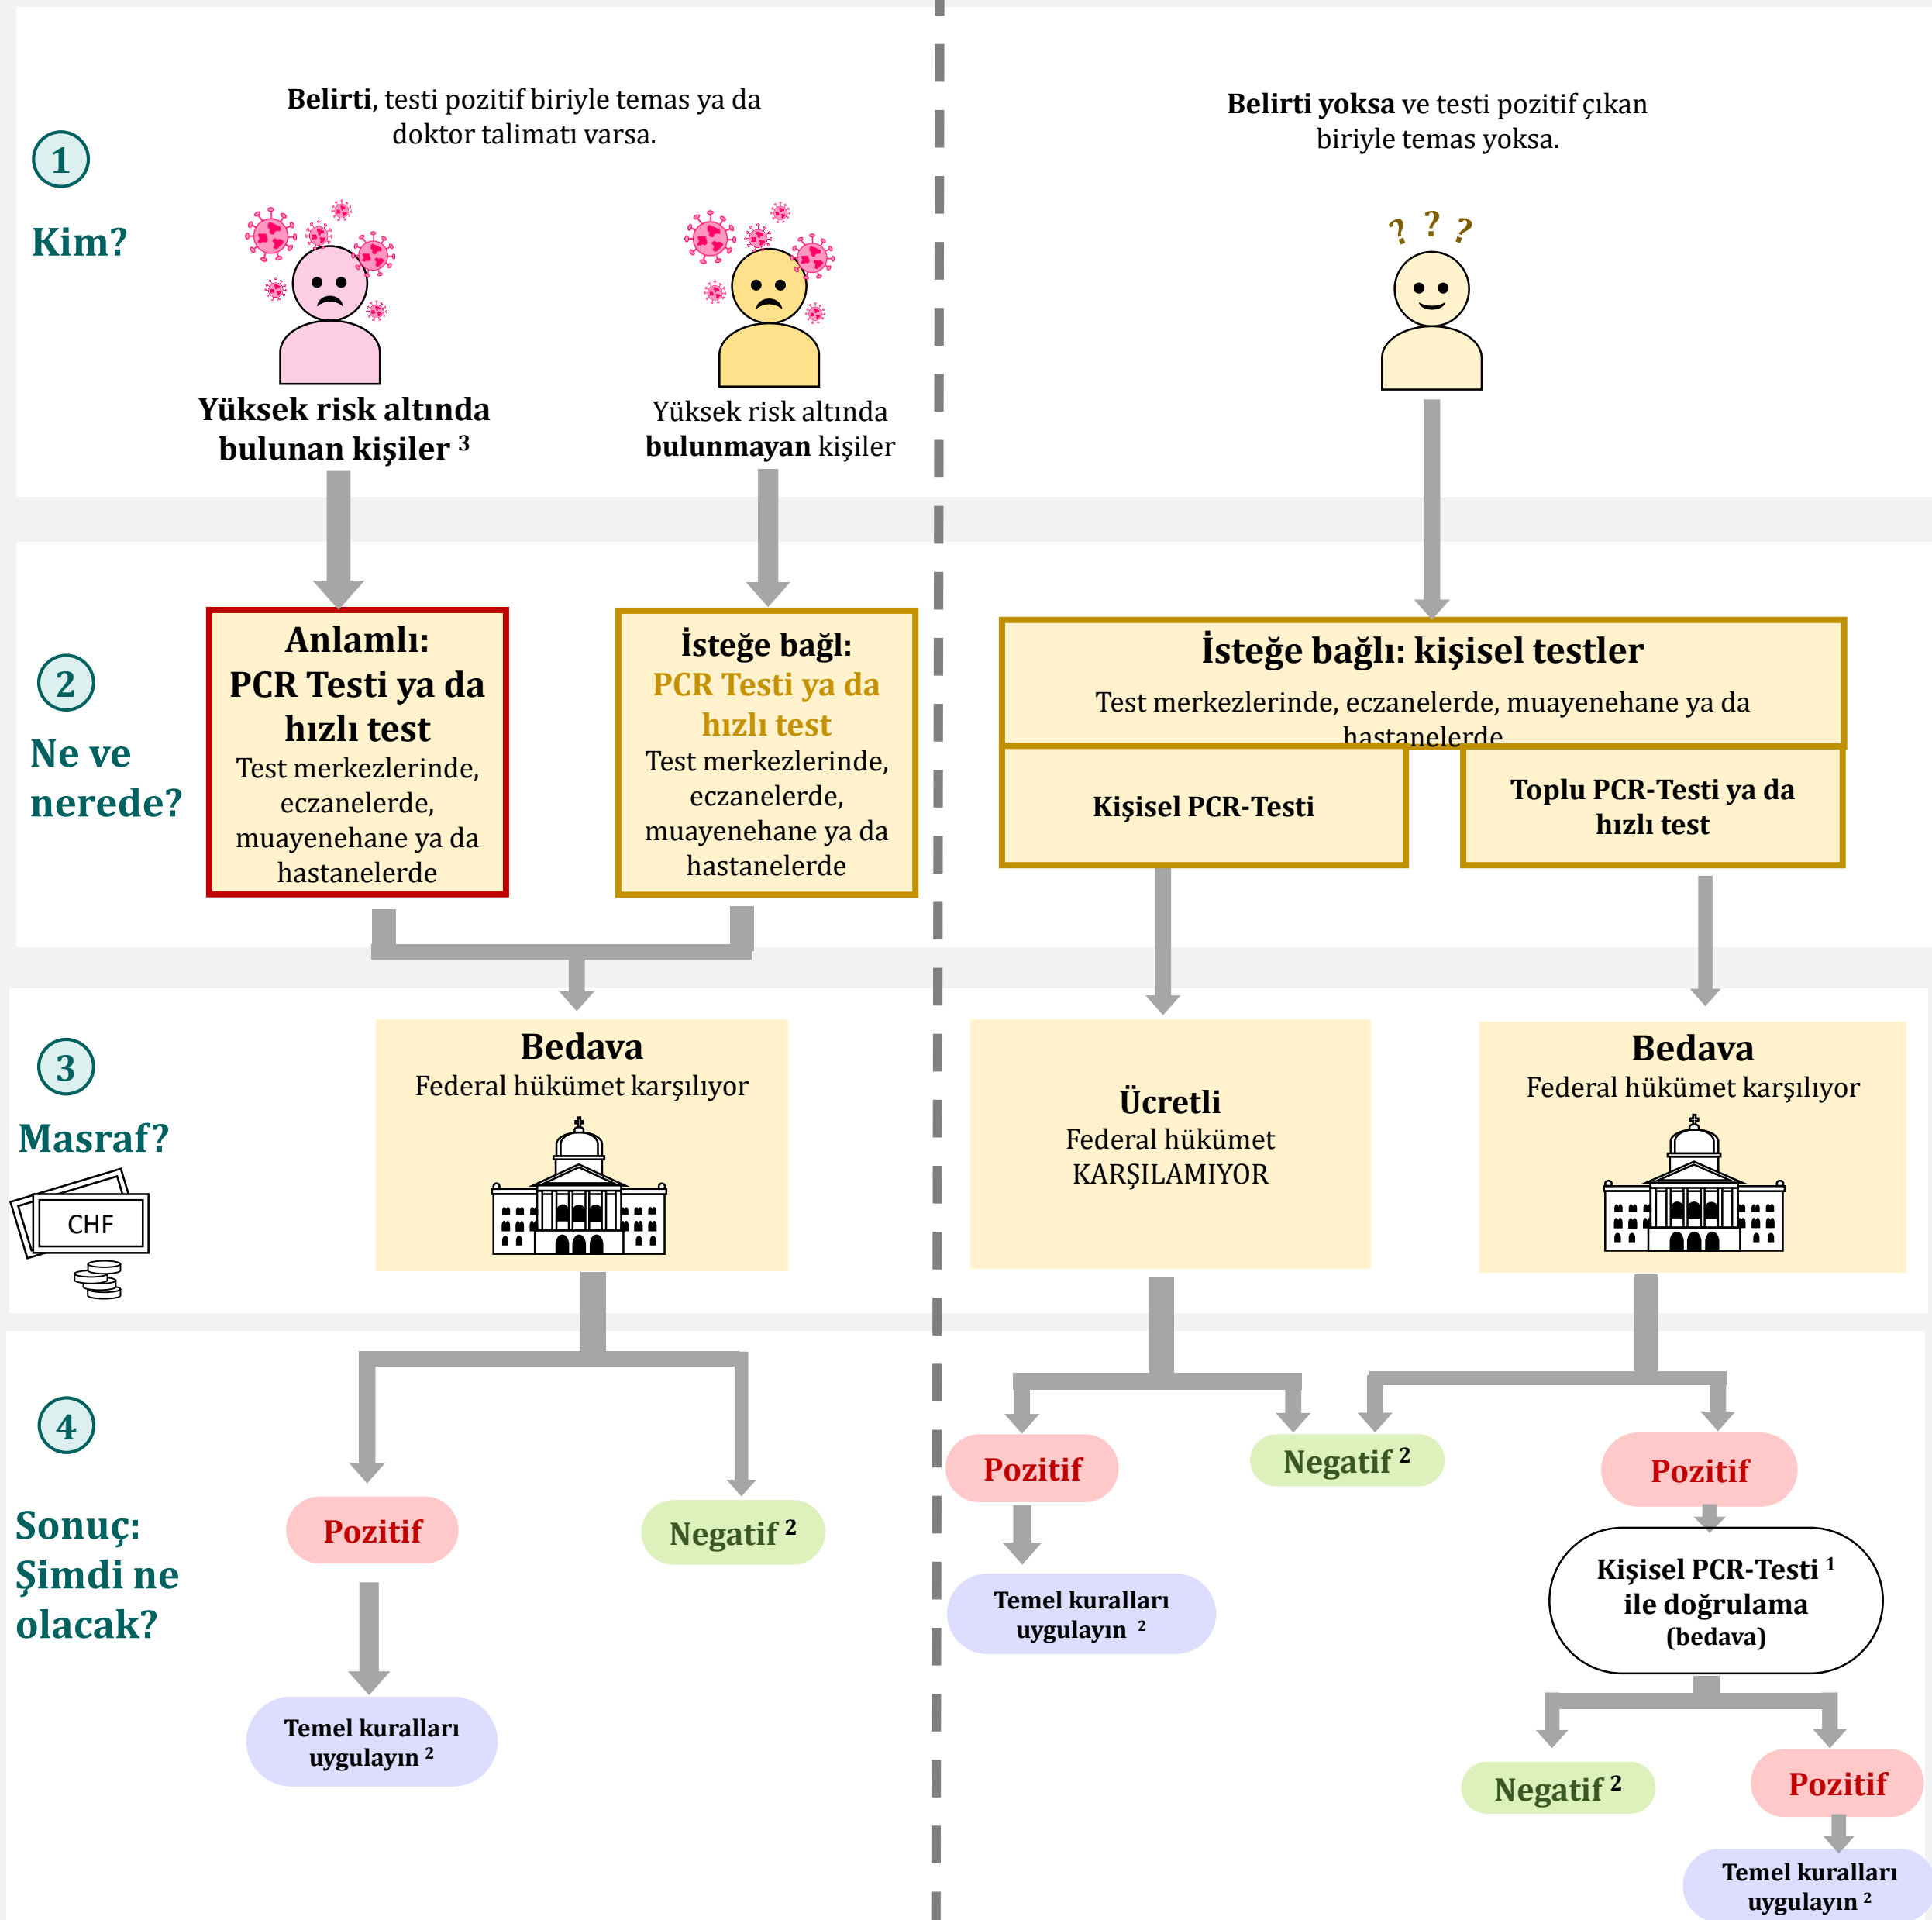 Belirti, testi pozitif biriyle temas ya da
doktor talimatı varsa.
Belirti yoksa ve testi pozitif çıkan
biriyle temas yoksa.
1
Kim?
? ? ?
Yüksek risk altında
bulunan kişiler ³
Yüksek risk altında
bulunmayan kişiler
2
Ne ve
nerede?
Anlamlı:
PCR Testi ya da
hızlı test
Test merkezlerinde,
eczanelerde,
muayenehane ya da
hastanelerde
İsteğe bağl:
PCR Testi ya da
hızlı test
Test merkezlerinde,
eczanelerde,
muayenehane ya da
hastanelerde
İsteğe bağlı: kişisel testler
Test merkezlerinde, eczanelerde, muayenehane ya da
hastanelerde
Kişisel PCR-Testi
Toplu PCR-Testi ya da
hızlı test
3
Masraf?
CHF
Bedava
Federal hükümet karşılıyor
Ücretli
Federal hükümet
KARŞILAMIYOR
Bedava
Federal hükümet karşılıyor
4
Sonuç:
Şimdi ne
olacak?
Pozitif
Negatif ²
Temel kuralları
uygulayın ²
Pozitif
Negatif ²
Temel kuralları
uygulayın ²
Pozitif
Kişisel PCR-Testi ¹
ile doğrulama
(bedava)
Negatif ²
Pozitif
Temel kuralları
uygulayın ²